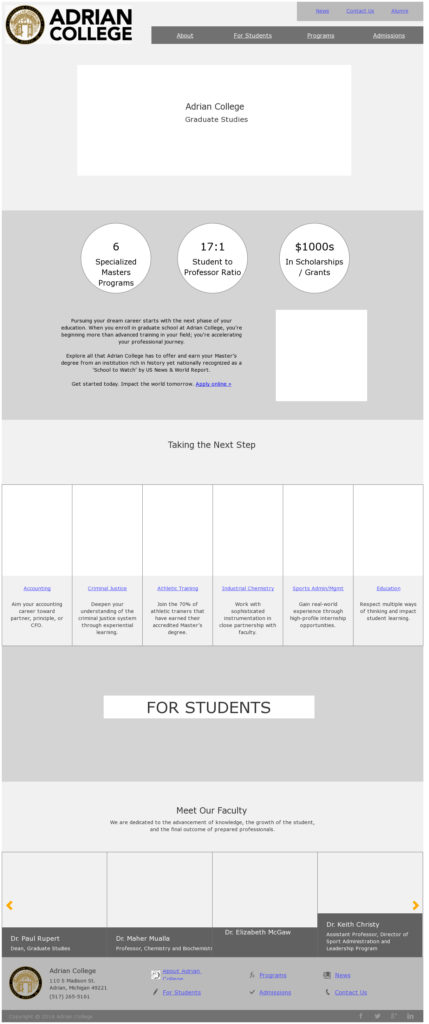 ADRIAN
COLLEGE
News Contact Us Alumni
About For Students Programs Admissions
Adrian College
Graduate Studies
6
Specialized
Masters
Programs
17:1
Student to
Professor Ratio
$1000s
In Scholarships
/ Grants
Pursuing your dream career starts with the next phase of your
education. When you enroll in graduate school at Adrian College, you're
beginning more than advanced training in your field; you're accelerating
your professional journey.
Explore all that Adrian College has to offer and earn your Master's
degree from an institution rich in history yet nationally recognized as a
'School to Watch' by US News & World Report.
Get started today. Impact the world tomorrow. Apply online »
Taking the Next Step
Accounting
Aim your accounting
career toward
partner, principle, or
CFO.
Criminal Justice
Deepen your
understanding of the
criminal justice system
through experiential
learning.
Athletic Training
Join the 70% of
athletic trainers that
have earned their
accredited Master's
degree.
Industrial Chemistry
Work with
sophisticated
instrumentation in
close partnership with
faculty.
Sports Admin/Mgmt
Gain real-world
experience through
high-profile internship
opportunities.
Education
Respect multiple ways
of thinking and impact
student learning.
FOR STUDENTS
Meet Our Faculty
We are dedicated to the advancement of knowledge, the growth of the student,
and the final outcome of prepared professionals.
Dr. Paul Rupert
Dean, Graduate Studies
Dr. Maher Mualla
Professor, Chemistry and Biochemistr
Dr. Elizabeth McGaw
Dr. Keith Christy
Assistant Professor, Director of
Sport Administration and
Leadership Program
Adrian College
110 S Madison St.
Adrian, Michigan 49221
(517) 265-5161
About Adrian
College
Programs
News
For Students
Admissions
Contact Us
Copyright © 2016 Adrian College